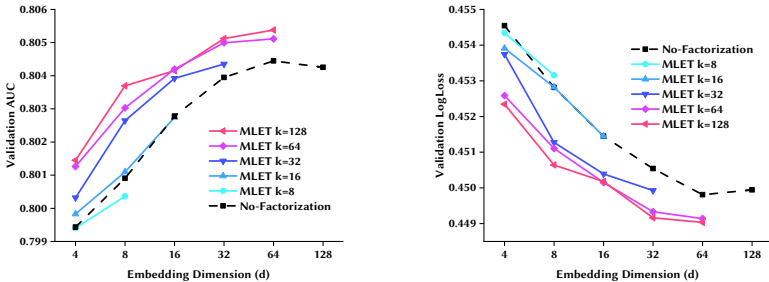 0.806
0.805
0.804
0.803
0.802
0.801
0.800
0.799
Validation AUC
MLET k=128
MLET k=64
MLET k=32
MLET k=16
MLET k=8
No-Factorization
4 8 16 32 64 128
Embedding Dimension (d)
0.455
0.454
0.453
0.452
0.451
0.450
0.449
Validation LogLoss
No-Factorization
MLET k=8
MLET k=16
MLET k=32
MLET k=64
MLET k=128
4 8 16 32 64 128
Embedding Dimension (d)